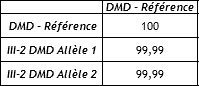 DMD - Référence
DMD - Référence 100
III-2 DMD Allèle 1 99,99
III-2 DMD Allèle 2 99,99